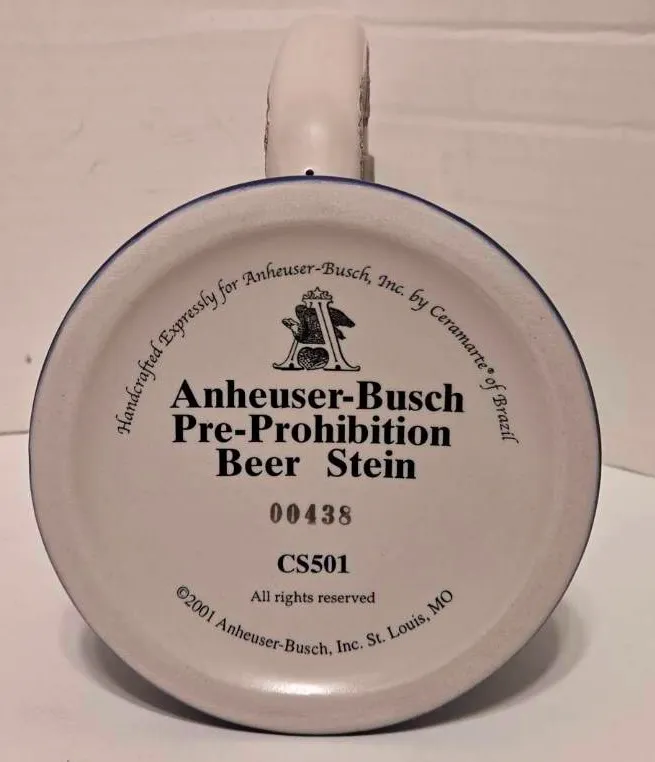 Handcrafted Expressly for Anheuser-Busch, Inc. by Ceramarte® of Brazil
A
Anheuser-Busch
Pre-Prohibition
Beer Stein
00438
CS501
All rights reserved
©2001 Anheuser-Busch, Inc. St. Louis, MO